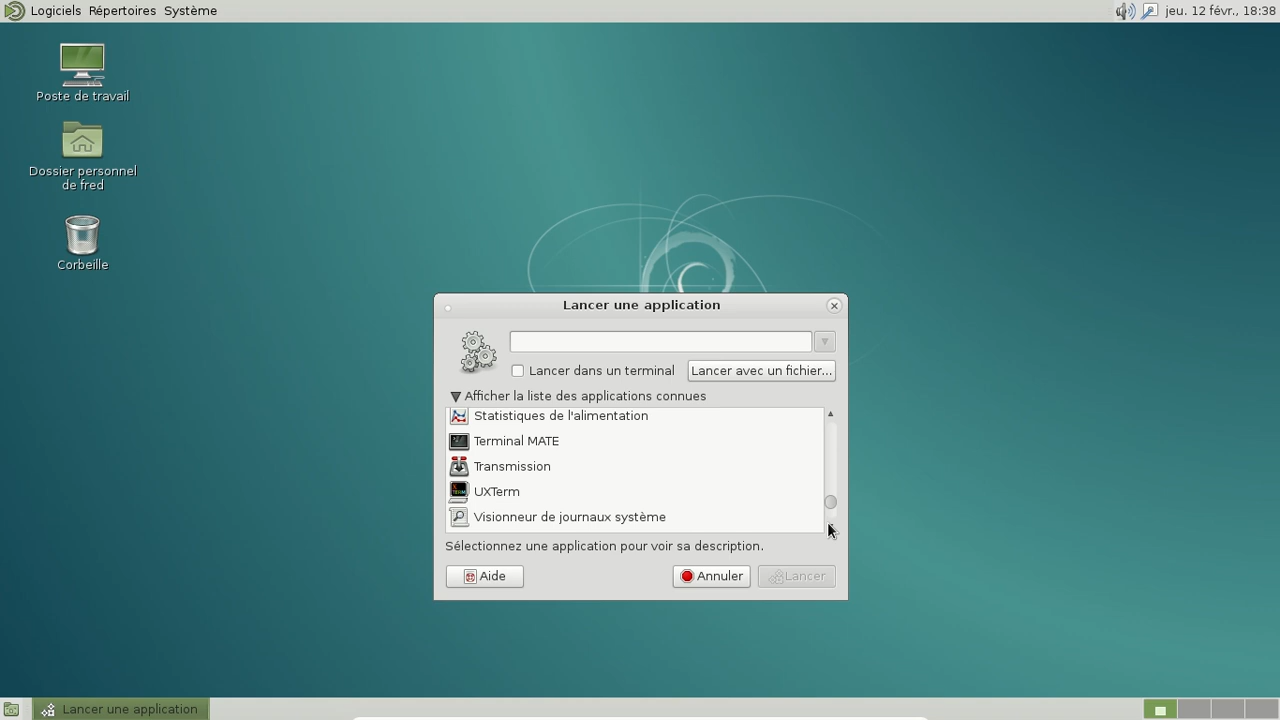 Logiciels Répertoires Système
jeu. 12 févr., 18:38
Poste de travail
Dossier personnel
de fred
Corbeille
Lancer une application
Lancer dans un terminal
Lancer avec un fichier...
Afficher la liste des applications connues
Statistiques de l'alimentation
Terminal MATE
Transmission
UXTerm
Visionneur de journaux système
Sélectionnez une application pour voir sa description.
Aide
Annuler
Lancer
Lancer une application